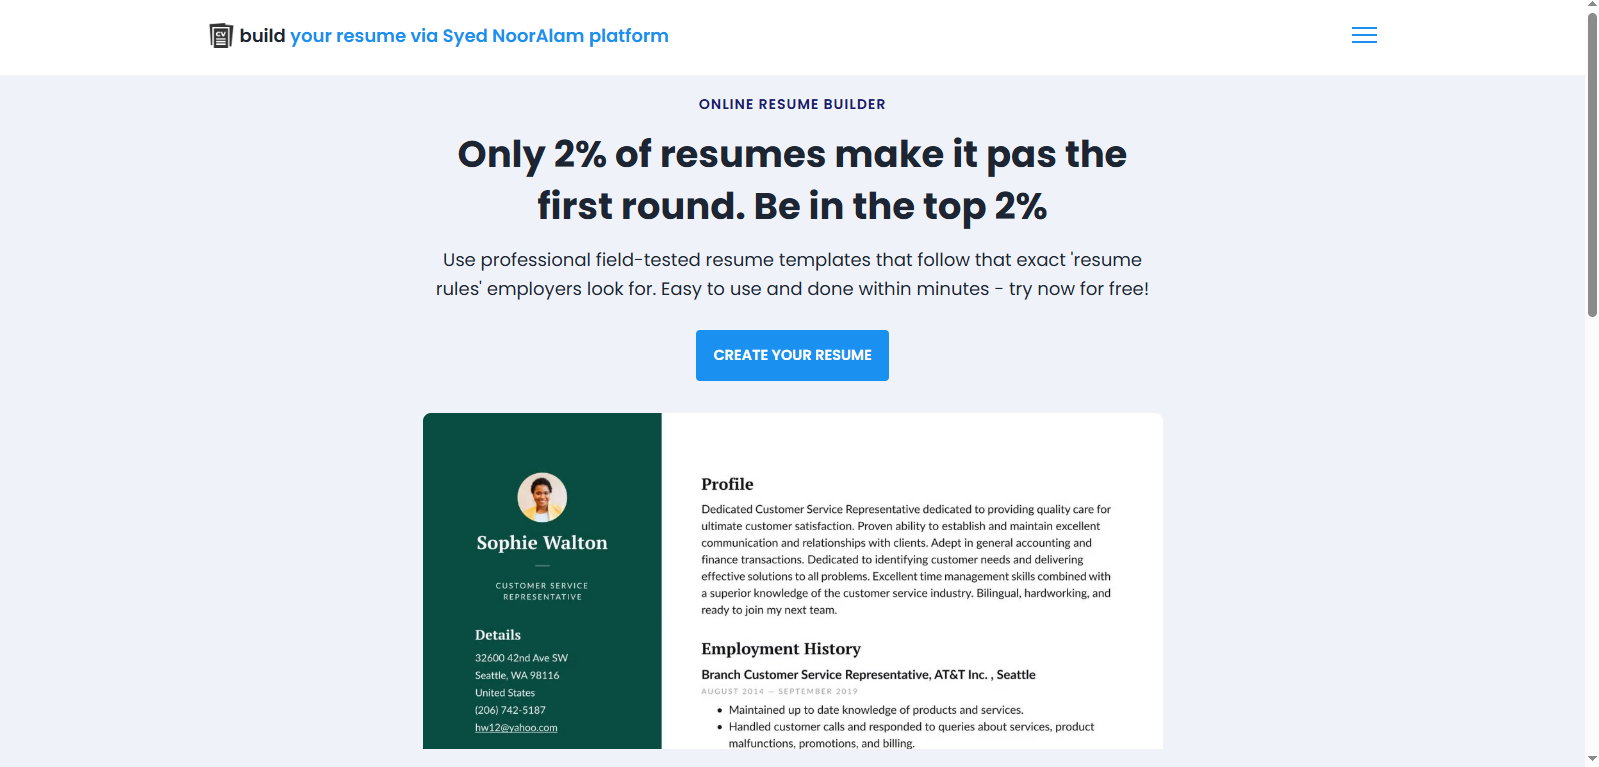 CV
build your resume via Syed NoorAlam platform
ONLINE RESUME BUILDER
Only 2% of resumes make it pas the
first round. Be in the top 2%
Use professional field-tested resume templates that follow that exact 'resume
rules' employers look for. Easy to use and done within minutes - try now for free!
CREATE YOUR RESUME
Sophie Walton
CUSTOMER SERVICE
REPRESENTATIVE
Details
32600 42nd Ave SW
Seattle, WA 98116
United States
(206) 742-5187
hw12@yahoo.com
Profile
Dedicated Customer Service Representative dedicated to providing quality care for
ultimate customer satisfaction. Proven ability to establish and maintain excellent
communication and relationships with clients. Adept in general accounting and
finance transactions. Dedicated to identifying customer needs and delivering
effective solutions to all problems. Excellent time management skills combined with
a superior knowledge of the customer service industry. Bilingual, hardworking, and
ready to join my next team.
Employment History
Branch Customer Service Representative, AT&T Inc. , Seattle
AUGUST 2014 — SEPTEMBER 2019
• Maintained up to date knowledge of products and services.
• Handled customer calls and responded to queries about services, product
malfunctions, promotions, and billing.